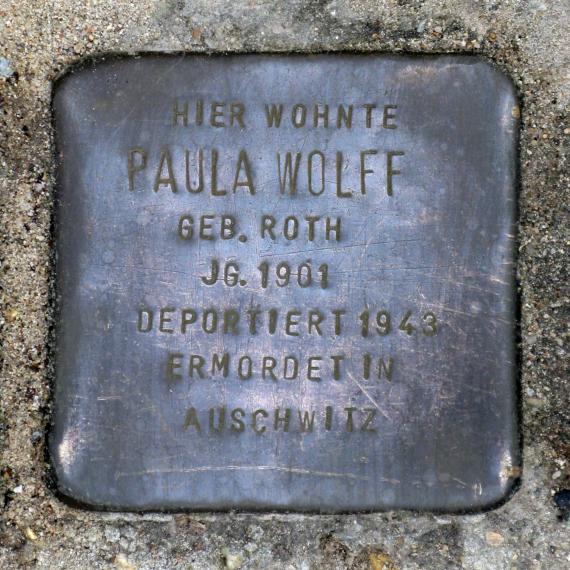 HIER WOHNTE
PAULA WOLFF
GEB. ROTH
JG. 1901
DEPORTIERT 1943
ERMORDET IN
AUSCHWITZ